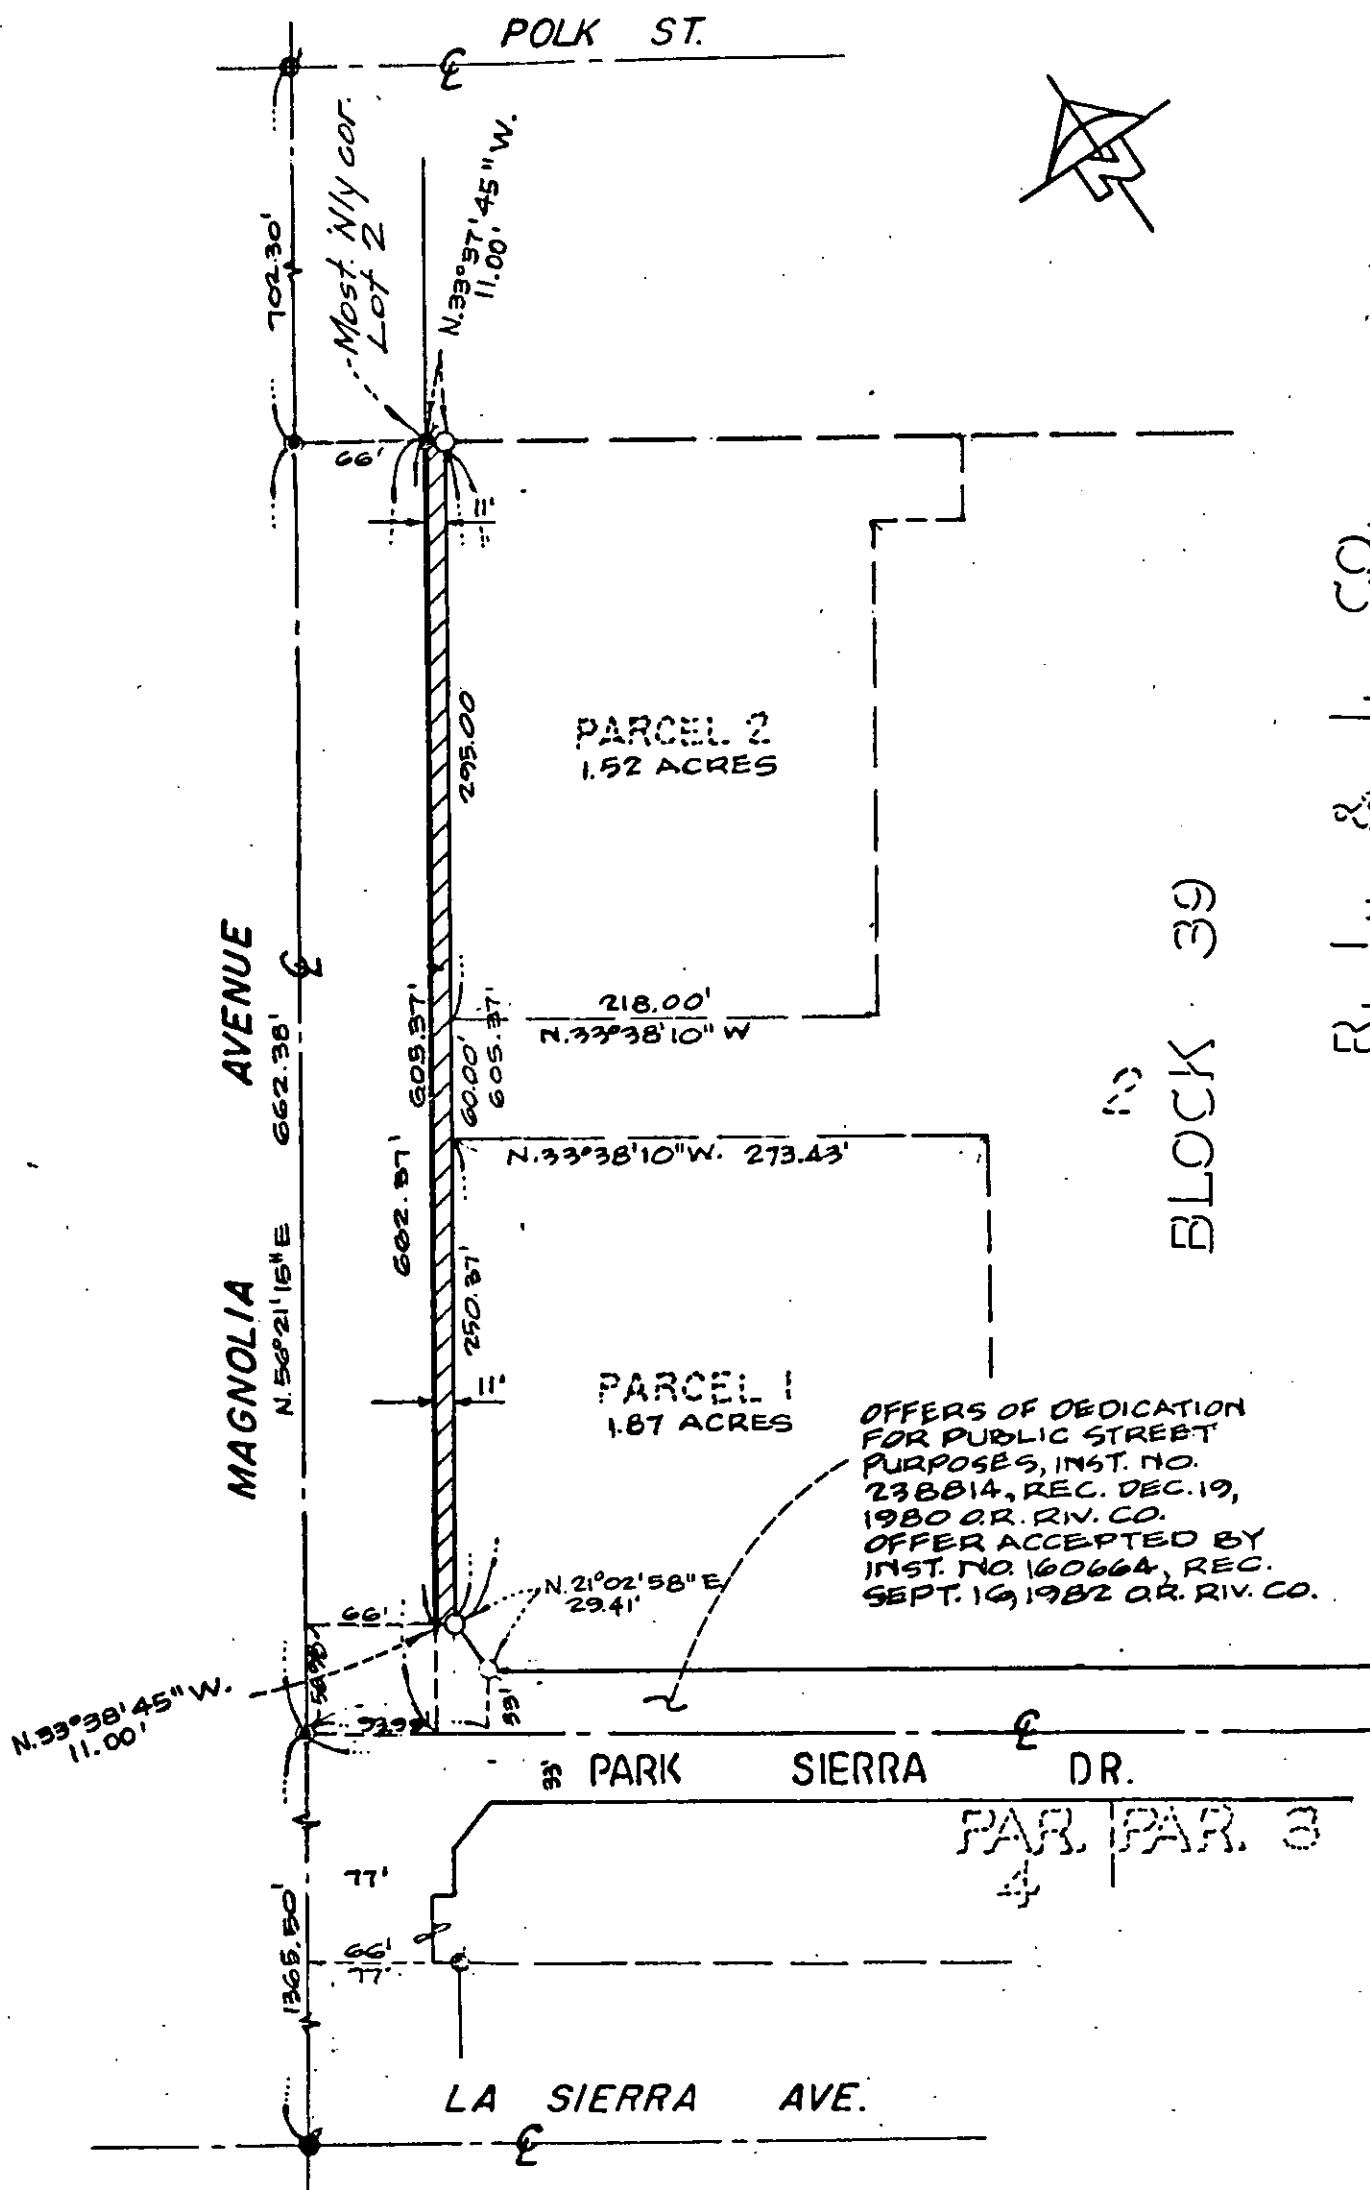 POLK ST.
Most. N'ly cor.
Lot 2
N.33°37'45"W.
11.00'
702.30'
N
66'
11'
295.00
PARCEL 2
1.52 ACRES
AVENUE
662.38'
605.37'
60.00'
605.37'
218.00'
N.33°38'10" W
N.33°38'10"W. 273.43'
2
BLOCK 39
R. L. & I. CO.
MAGNOLIA
N.56°21'15"E
602.37'
250.37'
11'
PARCEL 1
1.87 ACRES
OFFERS OF DEDICATION
FOR PUBLIC STREET
PURPOSES, INST. NO.
238814, REC. DEC. 19,
1980 O.R. RIV. CO.
OFFER ACCEPTED BY
INST. NO. 160664, REC.
SEPT. 16, 1982 O.R. RIV. CO.
N.21°02'58"E
29.41'
66'
N.33°38'45"W.
11.00'
33'
PARK SIERRA DR.
PAR. 4
PAR. 3
77'
66'
77'
1365.50'
LA SIERRA AVE.